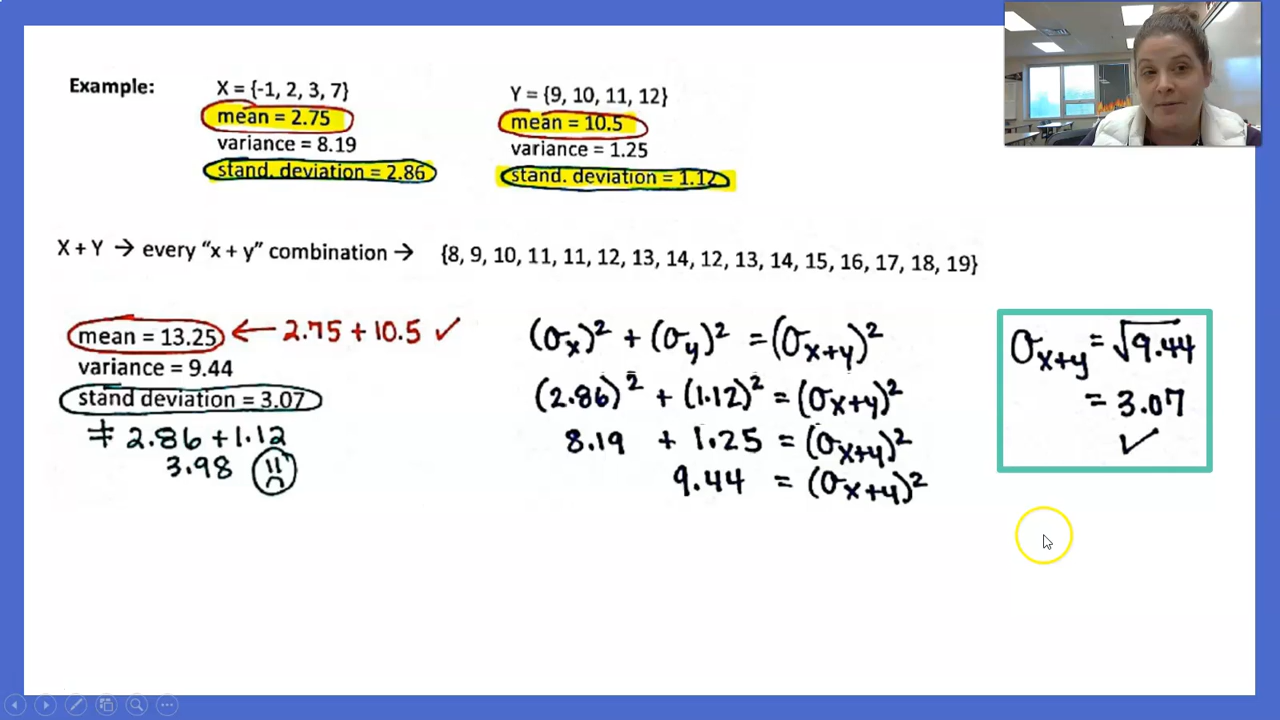 Example:
X = {-1, 2, 3, 7}
mean = 2.75
variance = 8.19
stand. deviation = 2.86
Y = {9, 10, 11, 12}
mean = 10.5
variance = 1.25
stand. deviation = 1.12
X + Y → every “x + y” combination → {8, 9, 10, 11, 11, 12, 13, 14, 12, 13, 14, 15, 16, 17, 18, 19}
mean = 13.25 ← 2.75 + 10.5 ✓
variance = 9.44
stand deviation = 3.07
≠ 2.86 + 1.12
3.98
(σx)² + (σy)² = (σx+y)²
(2.86)² + (1.12)² = (σx+y)²
8.19 + 1.25 = (σx+y)²
9.44 = (σx+y)²
σx+y = √9.44
= 3.07
✓